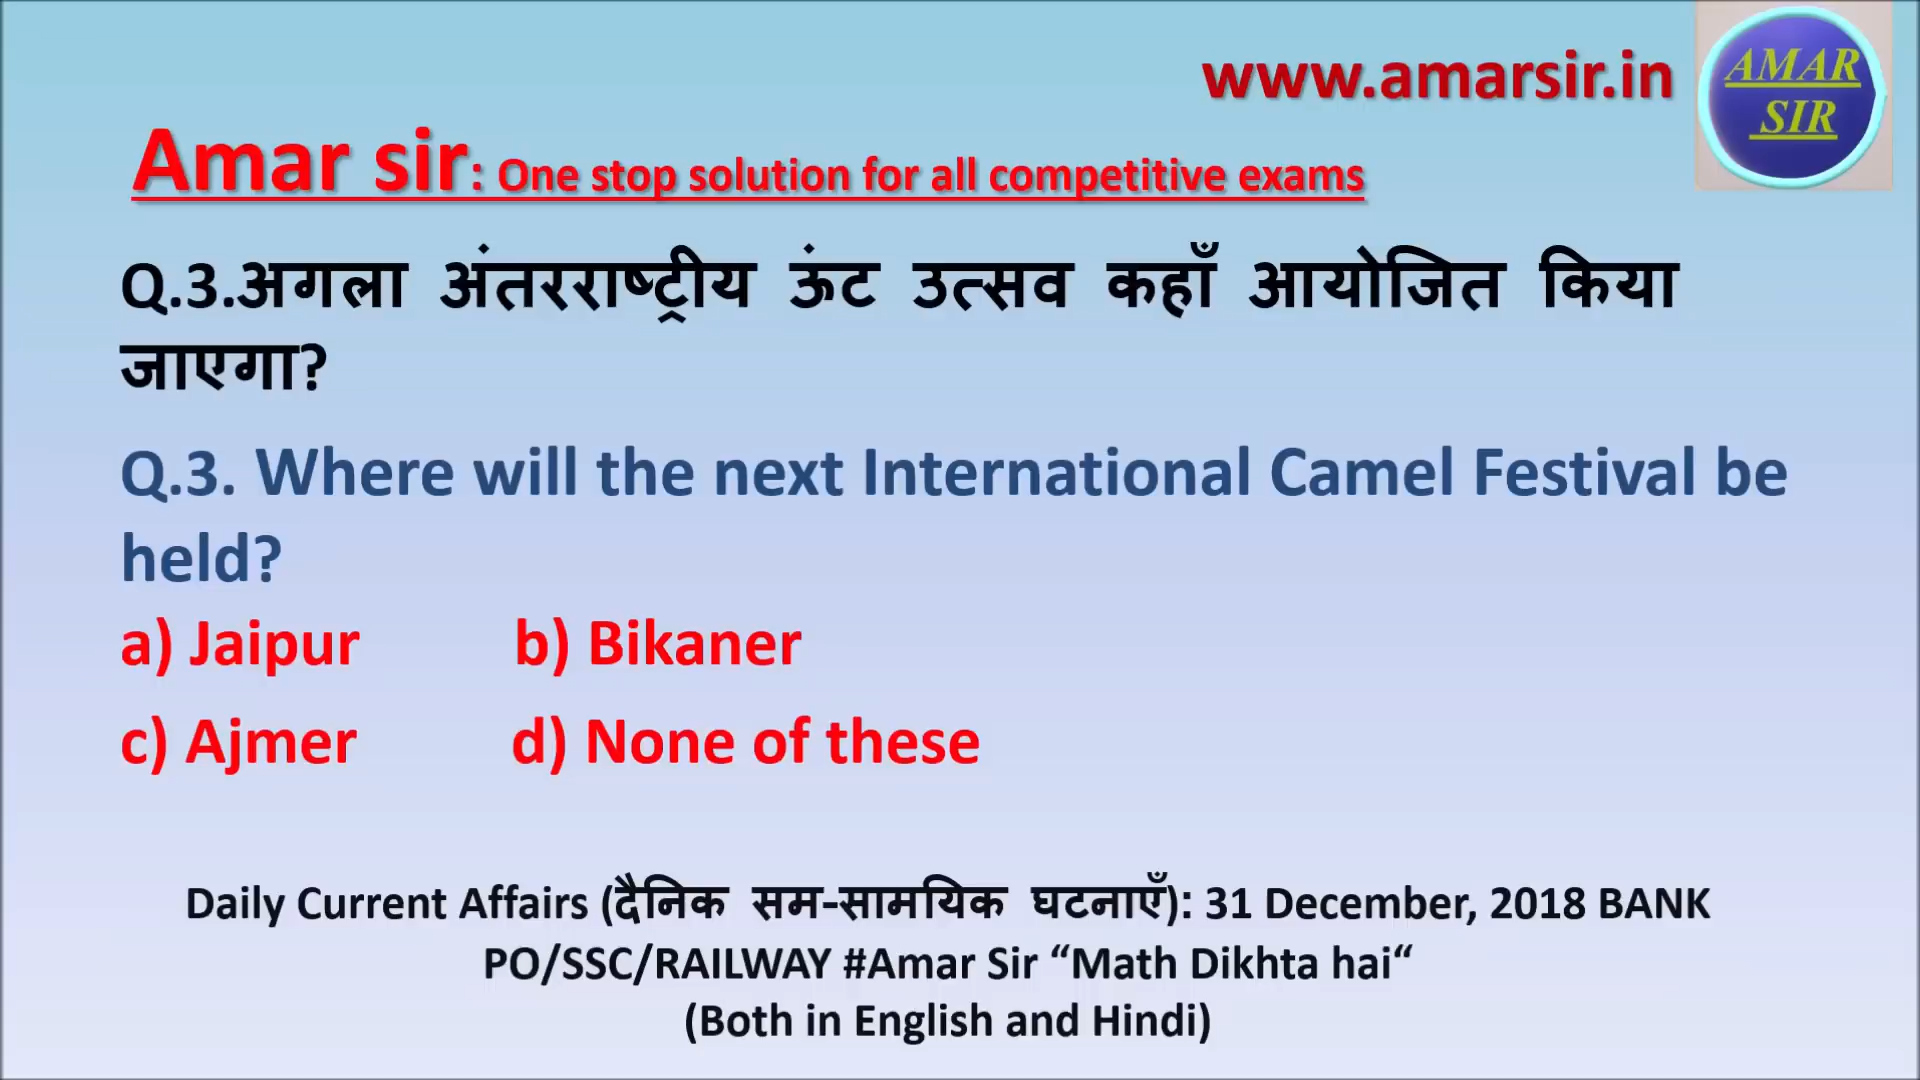 www.amarsir.in
AMAR
SIR
Amar sir: One stop solution for all competitive exams
Q.3.अगला अंतरराष्ट्रीय ऊंट उत्सव कहाँ आयोजित किया
जाएगा?
Q.3. Where will the next International Camel Festival be
held?
a) Jaipur b) Bikaner
c) Ajmer d) None of these
Daily Current Affairs (दैनिक सम-सामयिक घटनाएँ): 31 December, 2018 BANK
PO/SSC/RAILWAY #Amar Sir “Math Dikhta hai“
(Both in English and Hindi)